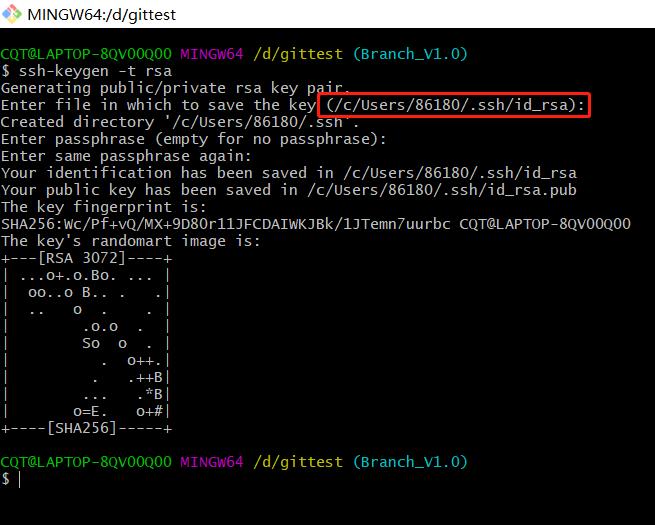 MINGW64:/d/gittest
CQT@LAPTOP-8QV00Q00 MINGW64 /d/gittest (Branch_V1.0)
$ ssh-keygen -t rsa
Generating public/private rsa key pair.
Enter file in which to save the key (/c/Users/86180/.ssh/id_rsa):
Created directory '/c/Users/86180/.ssh'.
Enter passphrase (empty for no passphrase):
Enter same passphrase again:
Your identification has been saved in /c/Users/86180/.ssh/id_rsa
Your public key has been saved in /c/Users/86180/.ssh/id_rsa.pub
The key fingerprint is:
SHA256:Wc/Pf+vQ/MX+9D8Or11JFCDAIWKJBk/1JTemn7uurbc CQT@LAPTOP-8QV00Q00
The key's randomart image is:
+---[RSA 3072]----+
| ...o+.o.Bo. ... |
|  oo..o B.. .   .|
|  ..   o  .    . |
|        .o.o  .  |
|        So  o  . |
|          .  o++.|
|         .  .++B|
|        ...   .*B|
|       o=E.   o+#|
+----[SHA256]-----+
CQT@LAPTOP-8QV00Q00 MINGW64 /d/gittest (Branch_V1.0)
$